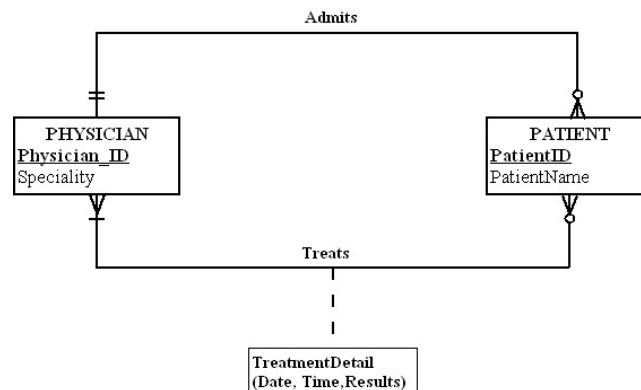 Admits
PHYSICIAN
Physician_ID
Speciality
PATIENT
PatientID
PatientName
Treats
TreatmentDetail
(Date, Time,Results)